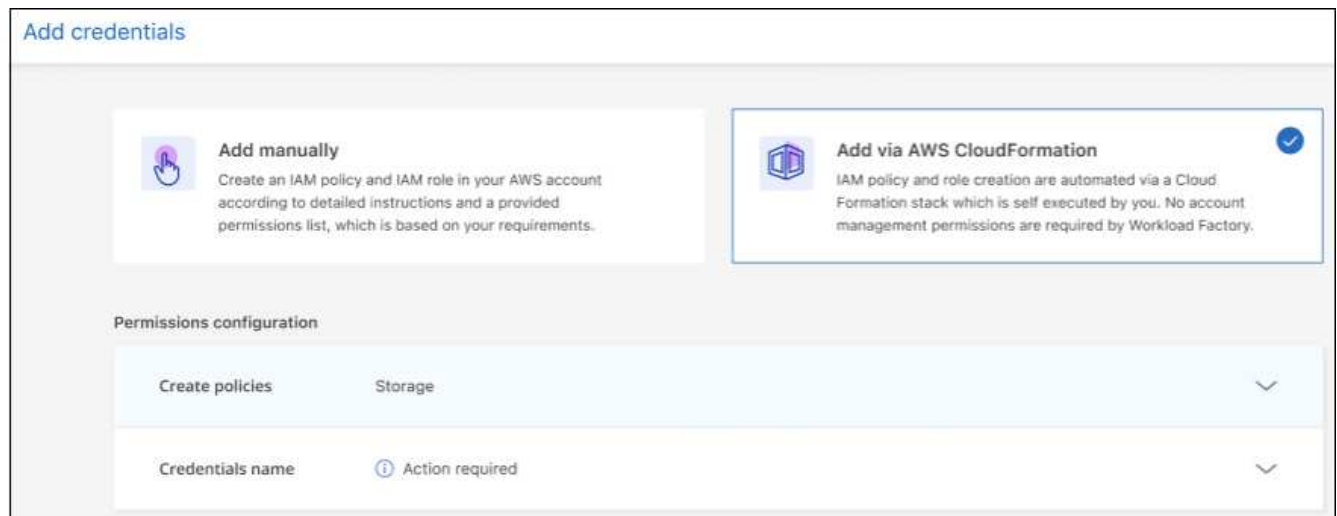 Add credentials
Add manually
Create an IAM policy and IAM role in your AWS account
according to detailed instructions and a provided
permissions list, which is based on your requirements.
Add via AWS CloudFormation
IAM policy and role creation are automated via a Cloud
Formation stack which is self executed by you. No account
management permissions are required by Workload Factory.
Permissions configuration
Create policies Storage
Credentials name Action required